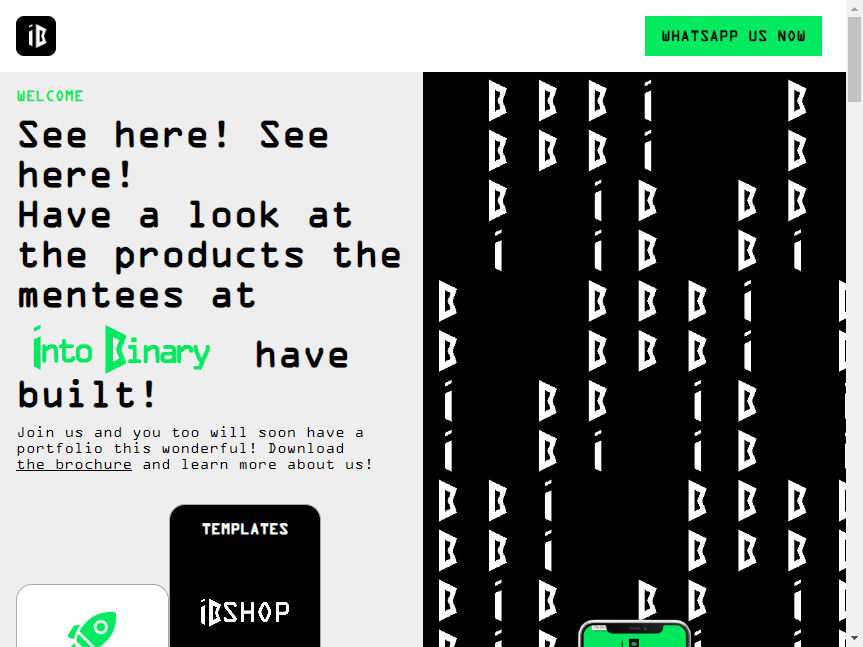 iB
WHATSAPP US NOW
WELCOME
See here! See
here!
Have a look at
the products the
mentees at
into Binary have
built!
Join us and you too will soon have a
portfolio this wonderful! Download
the brochure and learn more about us!
TEMPLATES
iBSHOP